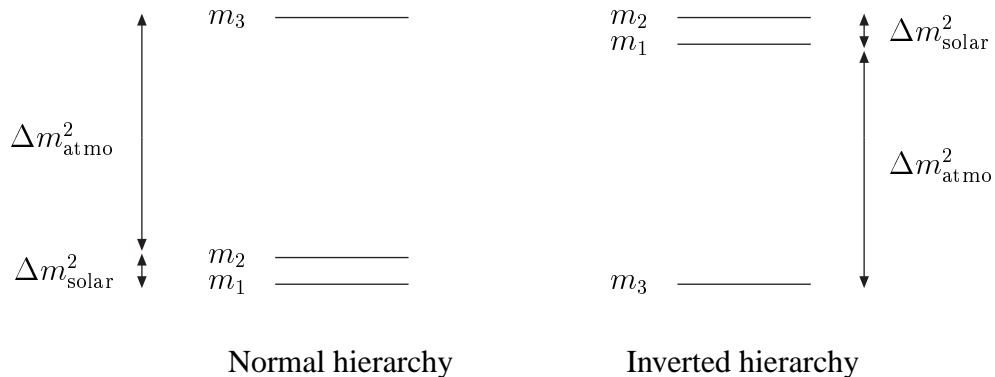 m₃
Δm²atmo
m₂
Δm²solar
m₁
Normal hierarchy
m₂
Δm²solar
m₁
Δm²atmo
m₃
Inverted hierarchy